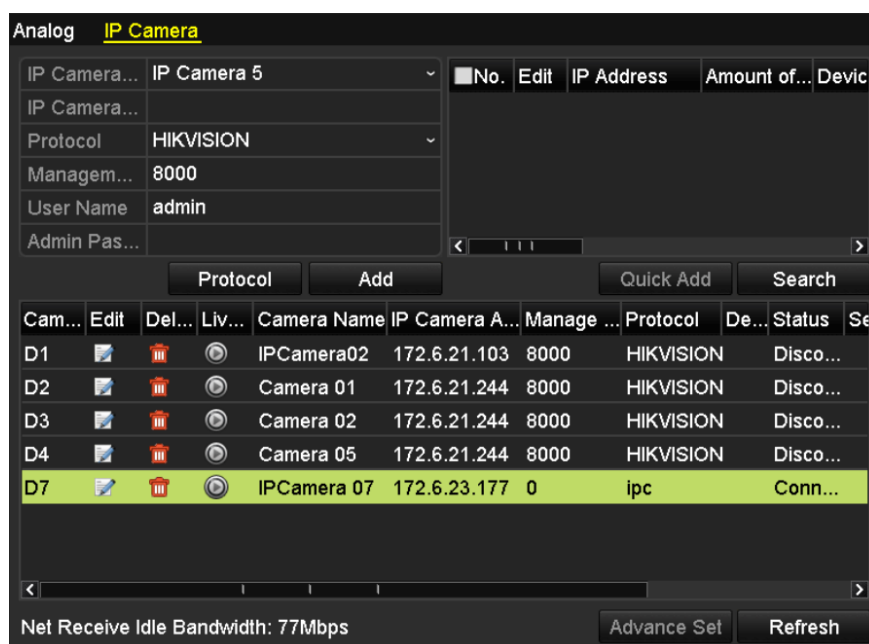 Analog IP Camera
IP Camera... IP Camera 5
IP Camera...
Protocol HIKVISION
Managem... 8000
User Name admin
Admin Pas...
No. Edit IP Address Amount of... Devic
Protocol Add Quick Add Search
Cam... Edit Del... Liv... Camera Name IP Camera A... Manage ... Protocol De... Status Se
D1 IPCamera02 172.6.21.103 8000 HIKVISION Disco...
D2 Camera 01 172.6.21.244 8000 HIKVISION Disco...
D3 Camera 02 172.6.21.244 8000 HIKVISION Disco...
D4 Camera 05 172.6.21.244 8000 HIKVISION Disco...
D7 IPCamera 07 172.6.23.177 0 ipc Conn...
Net Receive Idle Bandwidth: 77Mbps Advance Set Refresh